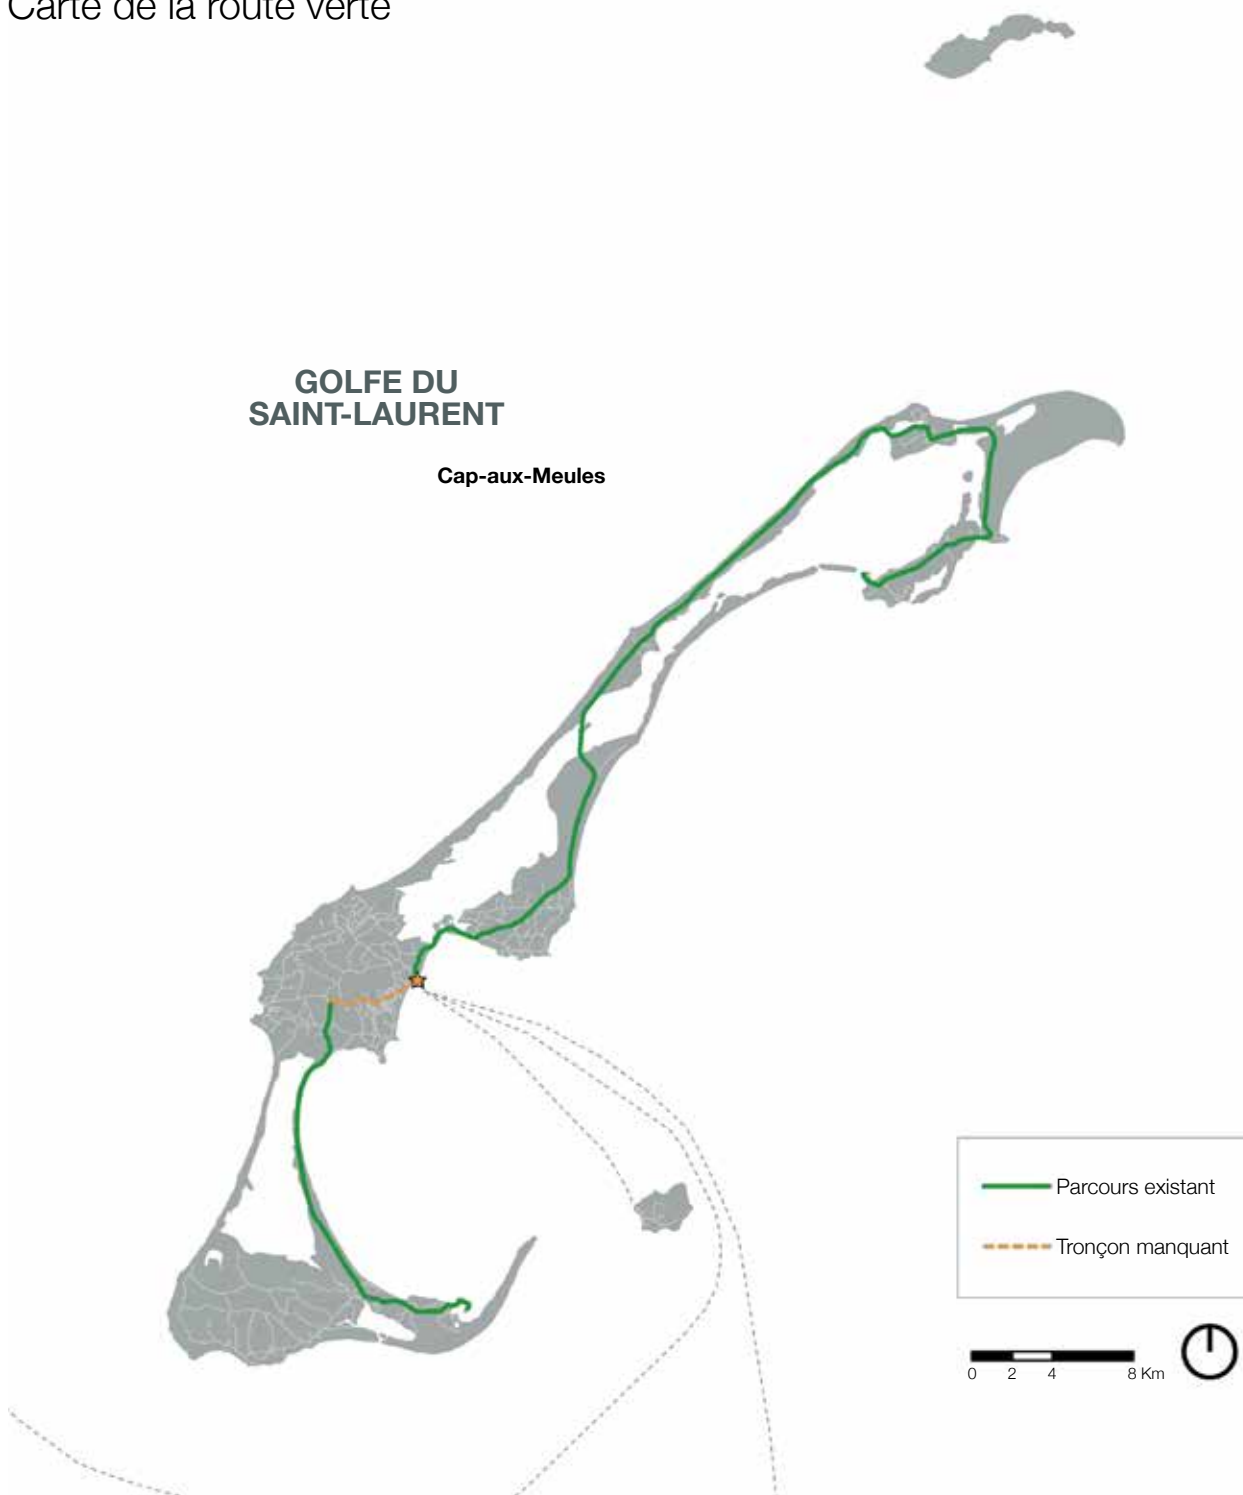 Carte de la route verte
GOLFE DU
SAINT-LAURENT
Cap-aux-Meules
Parcours existant
Tronçon manquant
0 2 4 8 Km